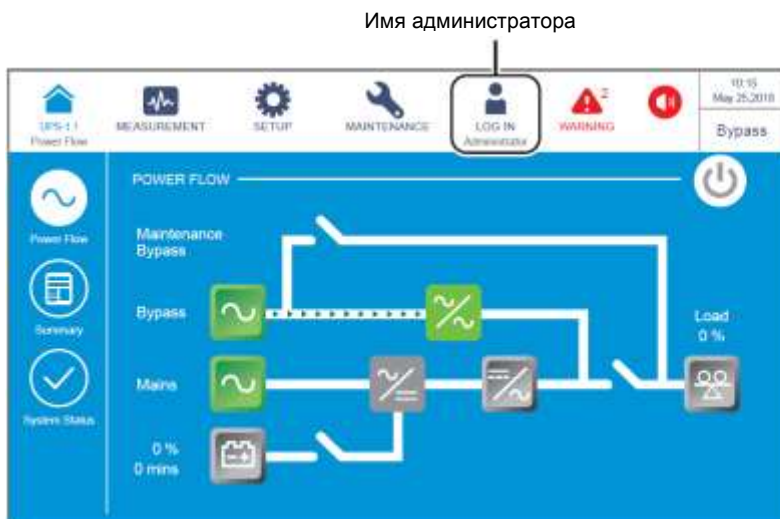 Имя администратора
10:15
May 25,2018
UPS-1.1
Power Flow
MEASUREMENT
SETUP
MAINTENANCE
LOG IN
Administrator
2
WARNING
Bypass
POWER FLOW
Power Flow
Maintenance
Bypass
Bypass
Summary
Load
0 %
Mains
System Status
0 %
0 mins